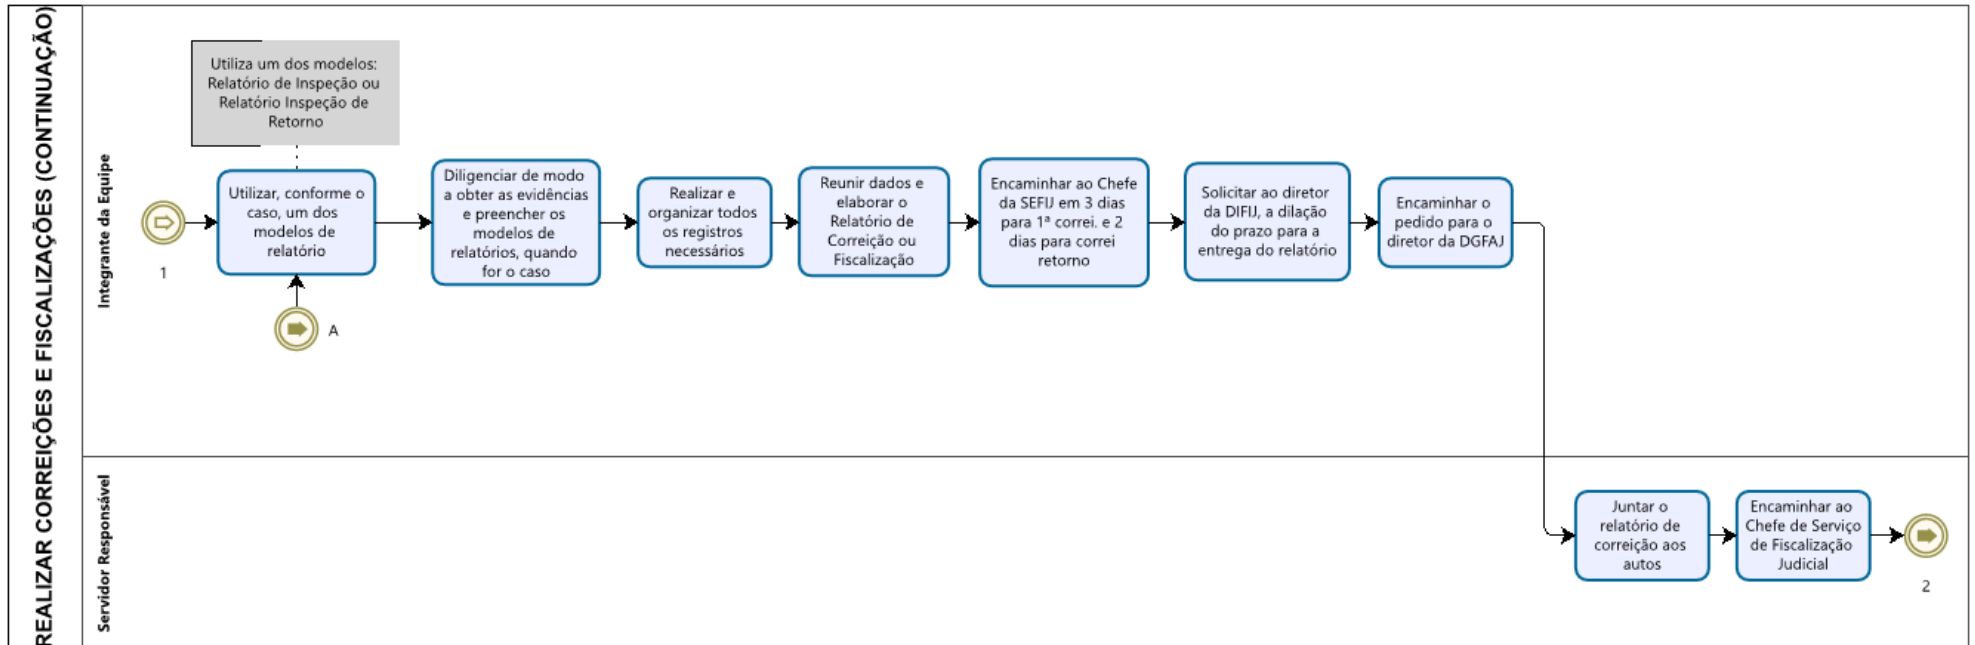 REALIZAR CORREIÇÕES E FISCALIZAÇÕES (CONTINUAÇÃO)
Integrante da Equipe
Utiliza um dos modelos:
Relatório de Inspeção ou
Relatório Inspeção de
Retorno
1
Utilizar, conforme o
caso, um dos
modelos de
relatório
A
Diligenciar de modo
a obter as evidências
e preencher os
modelos de
relatórios, quando
for o caso
Realizar e
organizar todos
os registros
necessários
Reunir dados e
elaborar o
Relatório de
Correição ou
Fiscalização
Encaminhar ao Chefe
da SEFIJ em 3 dias
para 1ª correi. e 2
dias para correi
retorno
Solicitar ao diretor
da DIFIJ, a dilação
do prazo para a
entrega do relatório
Encaminhar o
pedido para o
diretor da DGFAJ
Servidor Responsável
Juntar o
relatório de
correição aos
autos
Encaminhar ao
Chefe de Serviço
de Fiscalização
Judicial
2